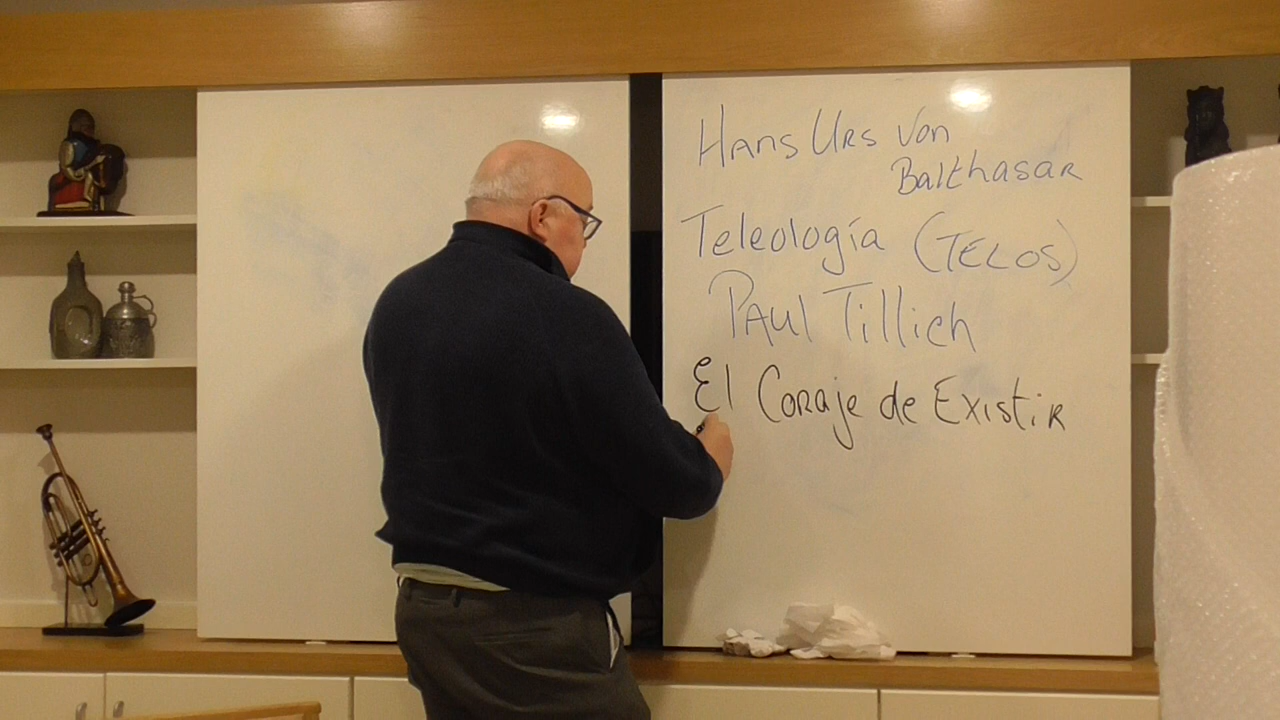 Hans Urs von
Balthasar
Teleología (TELOS)
Paul Tillich
El Coraje de Existir